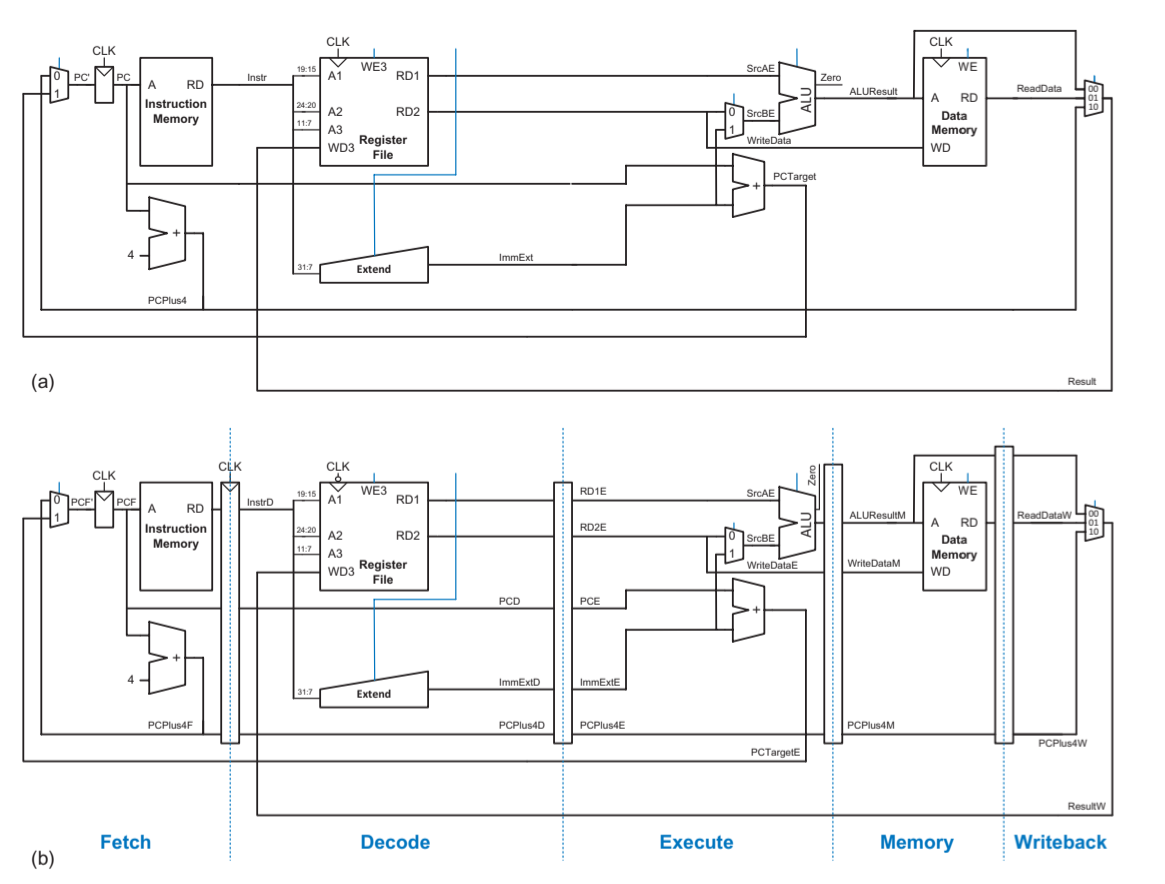 CLK
CLK
CLK
0
1
PC'
PC
A RD
Instruction
Memory
Instr
19:15
24:20
11:7
31:7
A1
A2
A3
WD3
WE3
RD1
RD2
Register
File
Extend
ImmExt
0
1
SrcAE
SrcBE
WriteData
ALU
Zero
ALUResult
+
PCTarget
WE
A RD
Data
Memory
WD
ReadData
00
01
10
+
4
PCPlus4
Result
(a)
CLK
CLK
CLK
CLK
0
1
PCF'
PCF
A RD
Instruction
Memory
InstrD
19:15
24:20
11:7
31:7
A1
A2
A3
WD3
WE3
RD1
RD2
Register
File
Extend
RD1E
RD2E
0
1
SrcAE
SrcBE
WriteDataE
ALU
Zero
ALUResultM
WriteDataM
WE
A RD
Data
Memory
WD
ReadDataW
00
01
10
PCD
PCE
+
+
4
ImmExtD
ImmExtE
PCPlus4F
PCPlus4D
PCPlus4E
PCPlus4M
PCPlus4W
PCTargetE
ResultW
Fetch
Decode
Execute
Memory
Writeback
(b)